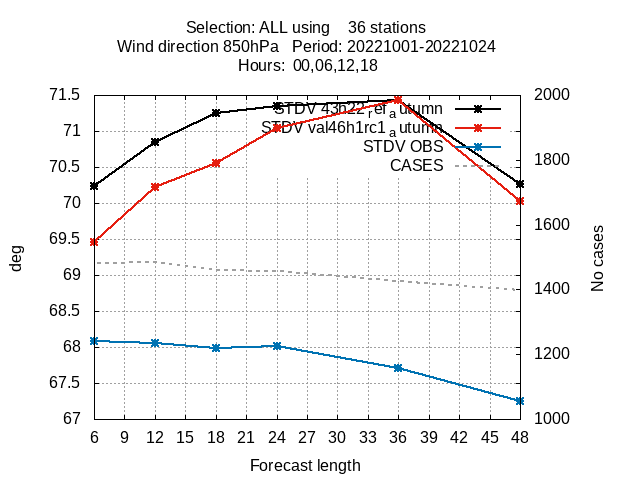 Selection: ALL using 36 stations
Wind direction 850hPa Period: 20221001-20221024
Hours: 00,06,12,18
71.5
71
70.5
70
69.5
69
68.5
68
67.5
67
2000
1800
1600
1400
1200
1000
STDV 43h22_ref_autumn
STDV val46h1rc1_autumn
STDV OBS
CASES
deg
No cases
6 9 12 15 18 21 24 27 30 33 36 39 42 45 48
Forecast length